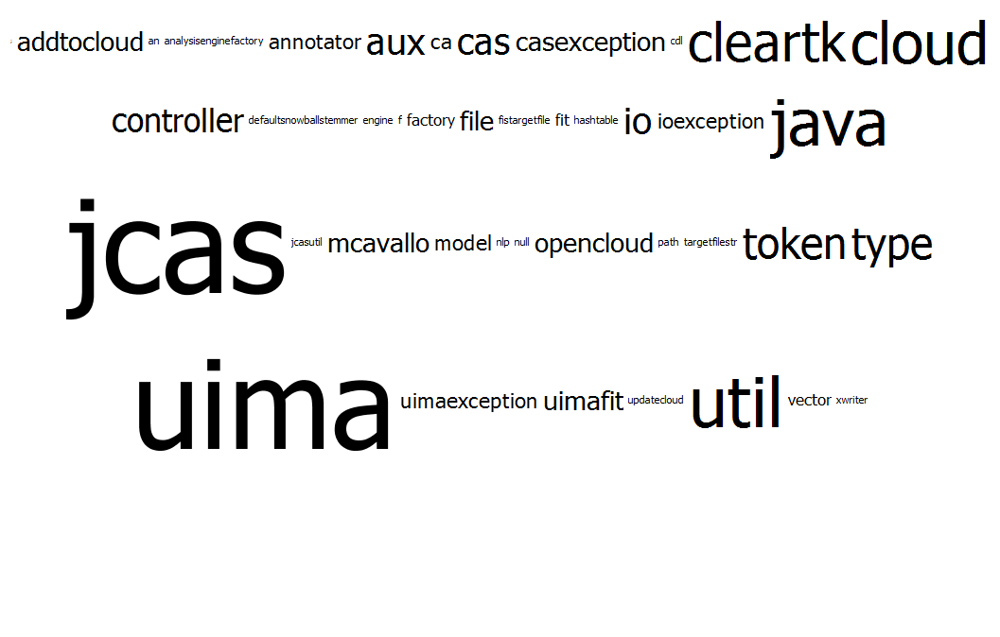 addtocloud an analysisenginefactory annotator aux ca cas casexception cdl cleartk cloud
controller defaultsnowballstemmer engine f factory file fistargetfile fit hashtable io ioexception java
jcas jcasutil mcavallo model nlp null opencloud path targetfilestr token type
uima uimaexception uimafit updatecloud util vector xwriter